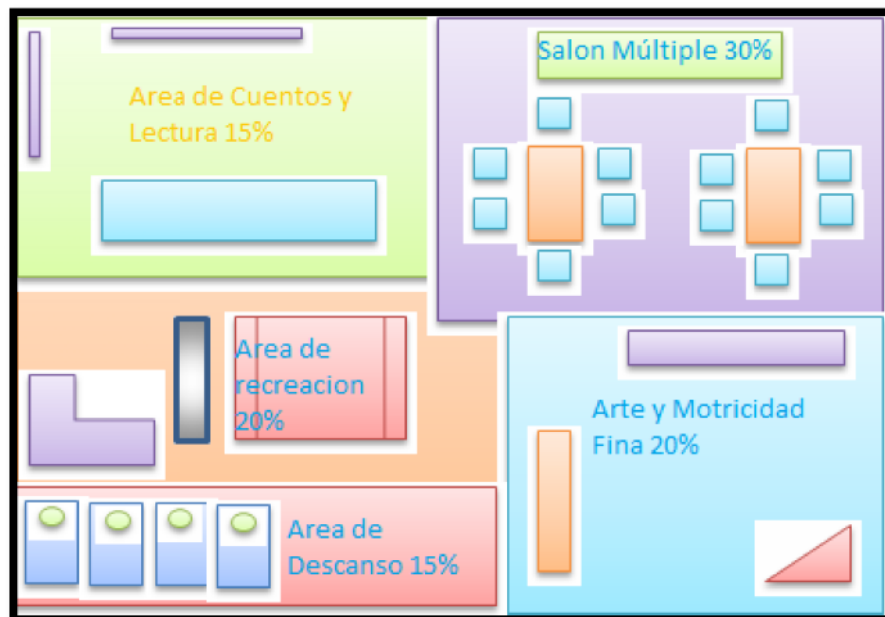 Area de Cuentos y
Lectura 15%
Salon Múltiple 30%
Area de
recreacion
20%
Arte y Motricidad
Fina 20%
Area de
Descanso 15%